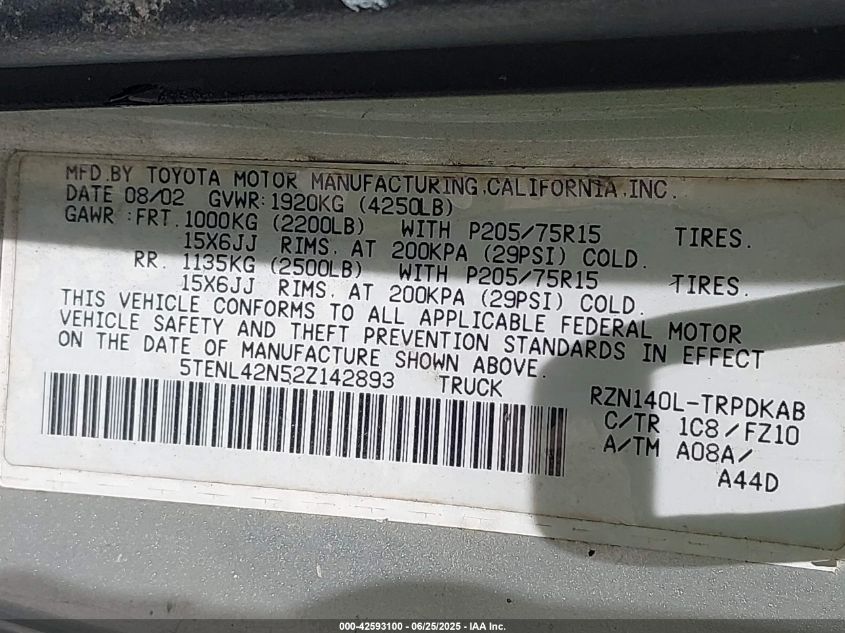 MFD.BY TOYOTA MOTOR MANUFACTURING.CALIFORNIA.INC.
DATE 08/02 GVWR:1920KG (4250LB)
GAWR :FRT.1000KG (2200LB) WITH P205/75R15 TIRES.
15X6JJ RIMS. AT 200KPA (29PSI) COLD.
RR. 1135KG (2500LB) WITH P205/75R15 TIRES.
15X6JJ RIMS. AT 200KPA (29PSI) COLD.
THIS VEHICLE CONFORMS TO ALL APPLICABLE FEDERAL MOTOR
VEHICLE SAFETY AND THEFT PREVENTION STANDARDS IN EFFECT
ON THE DATE OF MANUFACTURE SHOWN ABOVE.
5TENL42N52Z142893 TRUCK
RZN140L-TRPDKAB
C/TR 1C8/FZ10
A/TM A08A/
A44D
000-42593100 - 06/25/2025 - IAA Inc.